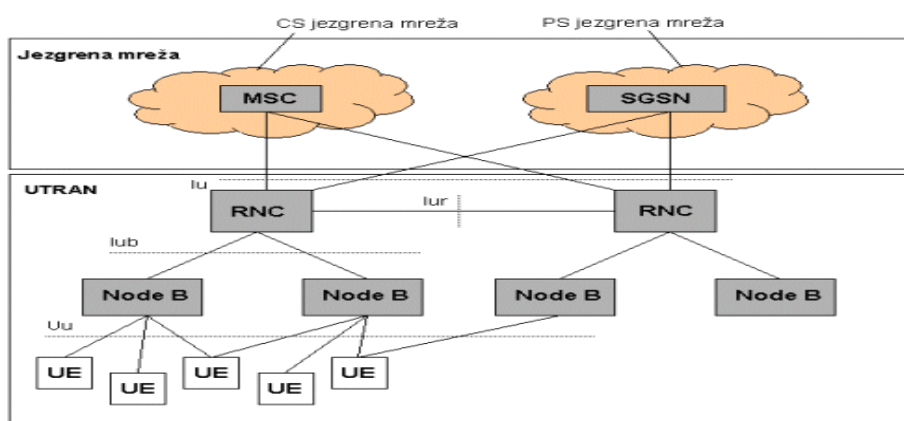 CS jezgrena mreža
PS jezgrena mreža
Jezgrena mreža
MSC
SGSN
UTRAN
Iu
RNC
Iur
RNC
Iub
Node B
Node B
Node B
Node B
Uu
UE
UE
UE
UE
UE